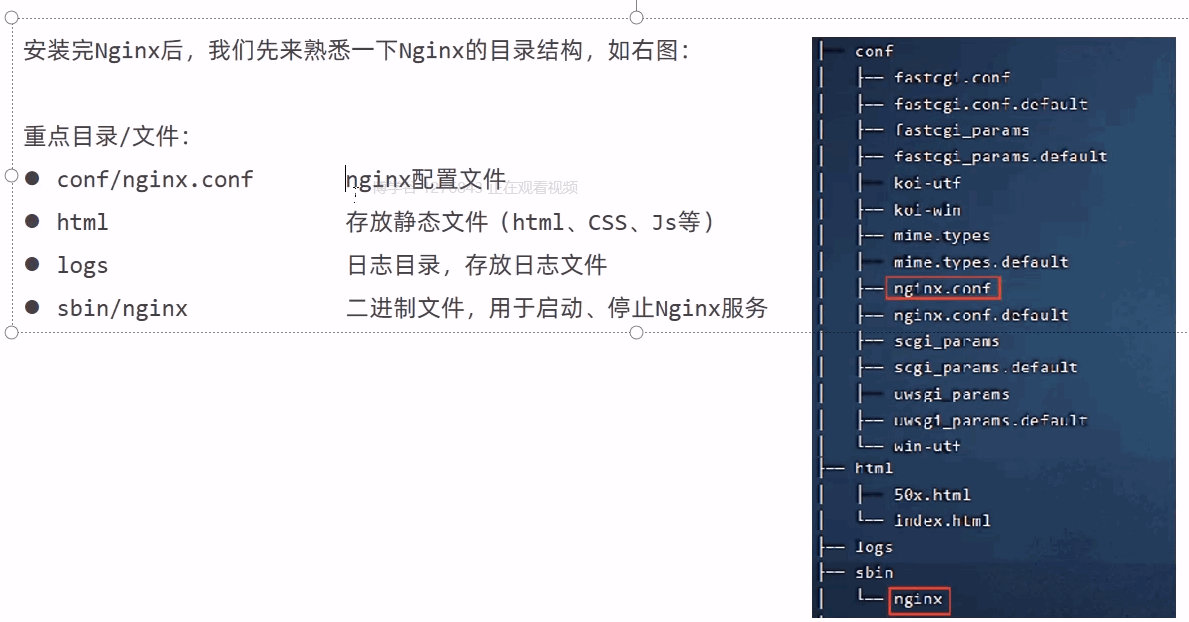 安装完Nginx后，我们先来熟悉一下Nginx的目录结构，如右图：
重点目录/文件：
● conf/nginx.conf nginx配置文件
● html 存放静态文件（html、CSS、Js等）
● logs 日志目录，存放日志文件
● sbin/nginx 二进制文件，用于启动、停止Nginx服务
正在观看视频
├── conf
│   ├── fastcgi.conf
│   ├── fastcgi.conf.default
│   ├── fastcgi_params
│   ├── fastcgi_params.default
│   ├── koi-utf
│   ├── koi-win
│   ├── mime.types
│   ├── mime.types.default
│   ├── nginx.conf
│   ├── nginx.conf.default
│   ├── scgi_params
│   ├── scgi_params.default
│   ├── uwsgi_params
│   ├── uwsgi_params.default
│   └── win-utf
├── html
│   ├── 50x.html
│   └── index.html
├── logs
├── sbin
│   └── nginx